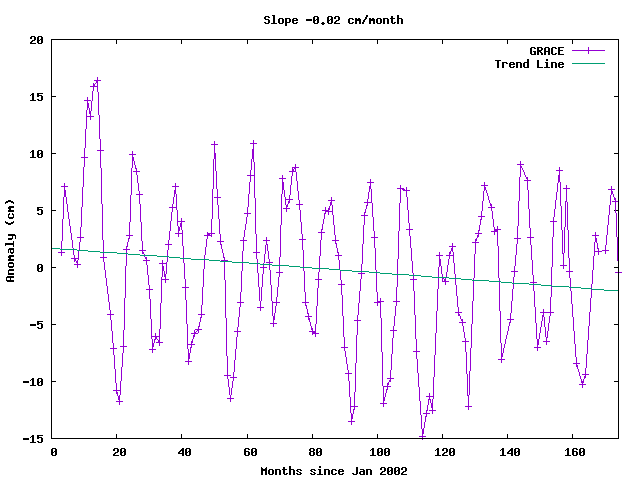 Slope -0.02 cm/month
20
GRACE
Trend Line
15
10
5
0
-5
-10
-15
Anomaly (cm)
0 20 40 60 80 100 120 140 160
Months since Jan 2002